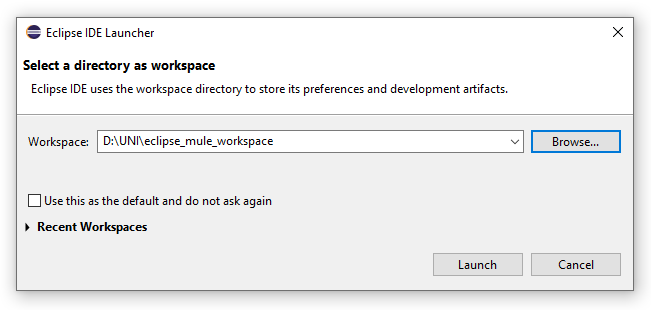 Eclipse IDE Launcher
Select a directory as workspace
Eclipse IDE uses the workspace directory to store its preferences and development artifacts.
Workspace: D:\UNI\eclipse_mule_workspace Browse...
Use this as the default and do not ask again
Recent Workspaces
Launch Cancel